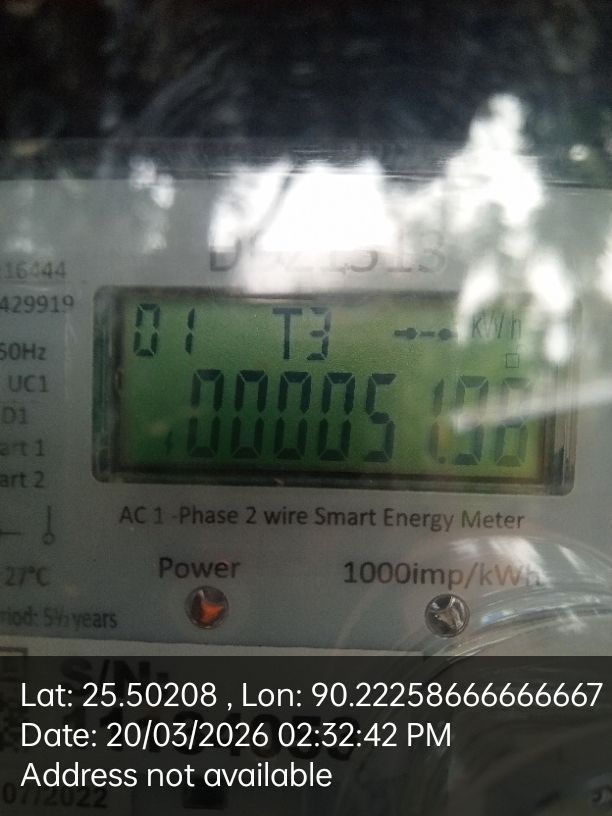 16444
429919
50Hz
UC1
D1
art 1
art 2
27°C
01 T3 kWh
000051.98
AC 1 -Phase 2 wire Smart Energy Meter
Power 1000imp/kWh
riod: 5½ years
S/N:
07/2022
Lat: 25.50208 , Lon: 90.22258666666667
Date: 20/03/2026 02:32:42 PM
Address not available